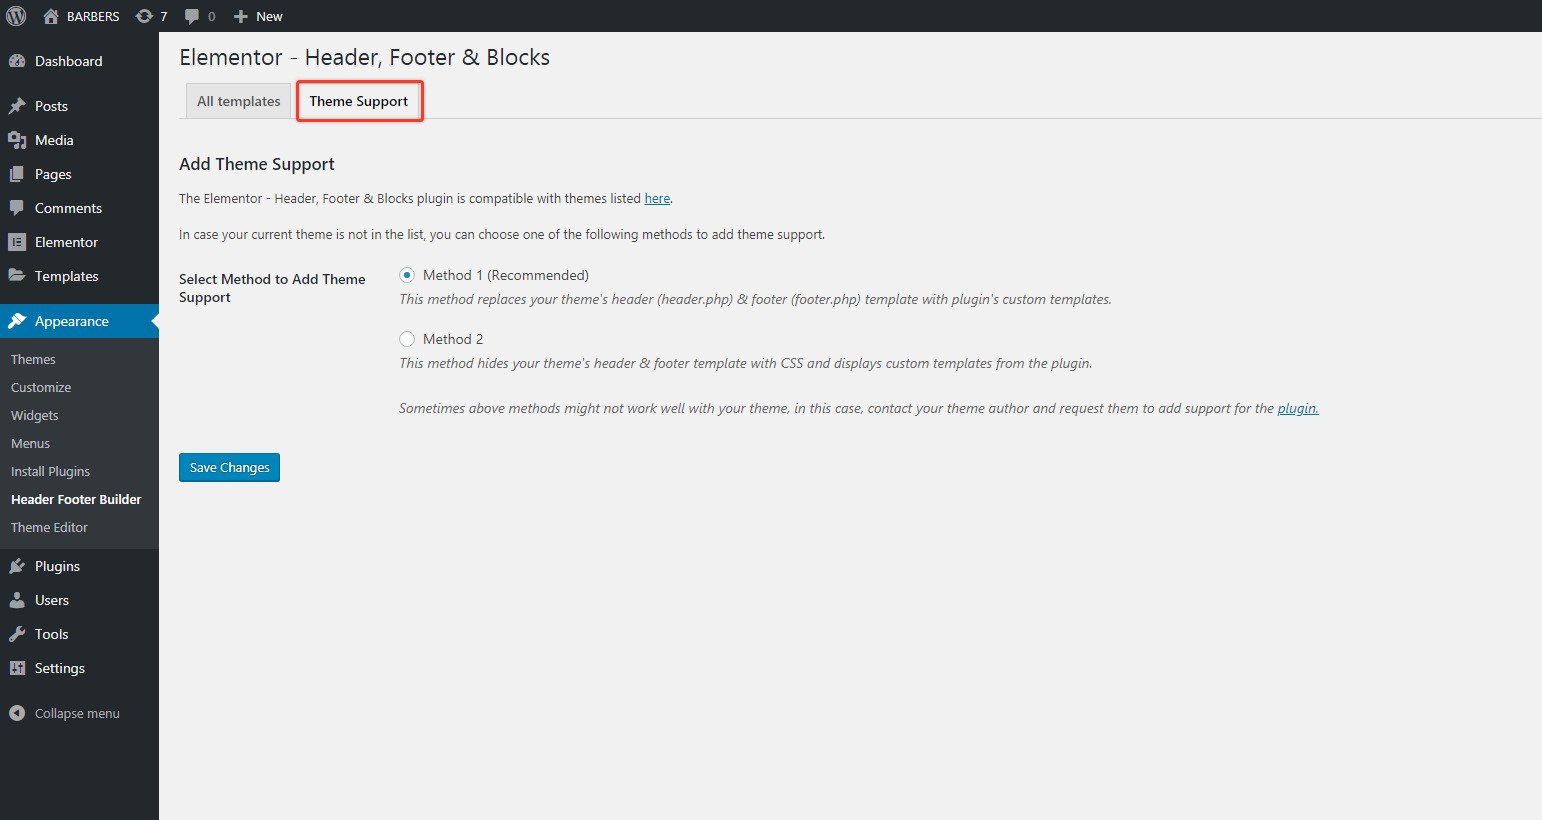 BARBERS 7 0 New
Dashboard
Posts
Media
Pages
Comments
Elementor
Templates
Appearance
Themes
Customize
Widgets
Menus
Install Plugins
Header Footer Builder
Theme Editor
Plugins
Users
Tools
Settings
Collapse menu
Elementor - Header, Footer & Blocks
All templates Theme Support
Add Theme Support
The Elementor - Header, Footer & Blocks plugin is compatible with themes listed here.
In case your current theme is not in the list, you can choose one of the following methods to add theme support.
Select Method to Add Theme
Support
Method 1 (Recommended)
This method replaces your theme's header (header.php) & footer (footer.php) template with plugin's custom templates.
Method 2
This method hides your theme's header & footer template with CSS and displays custom templates from the plugin.
Sometimes above methods might not work well with your theme, in this case, contact your theme author and request them to add support for the plugin.
Save Changes